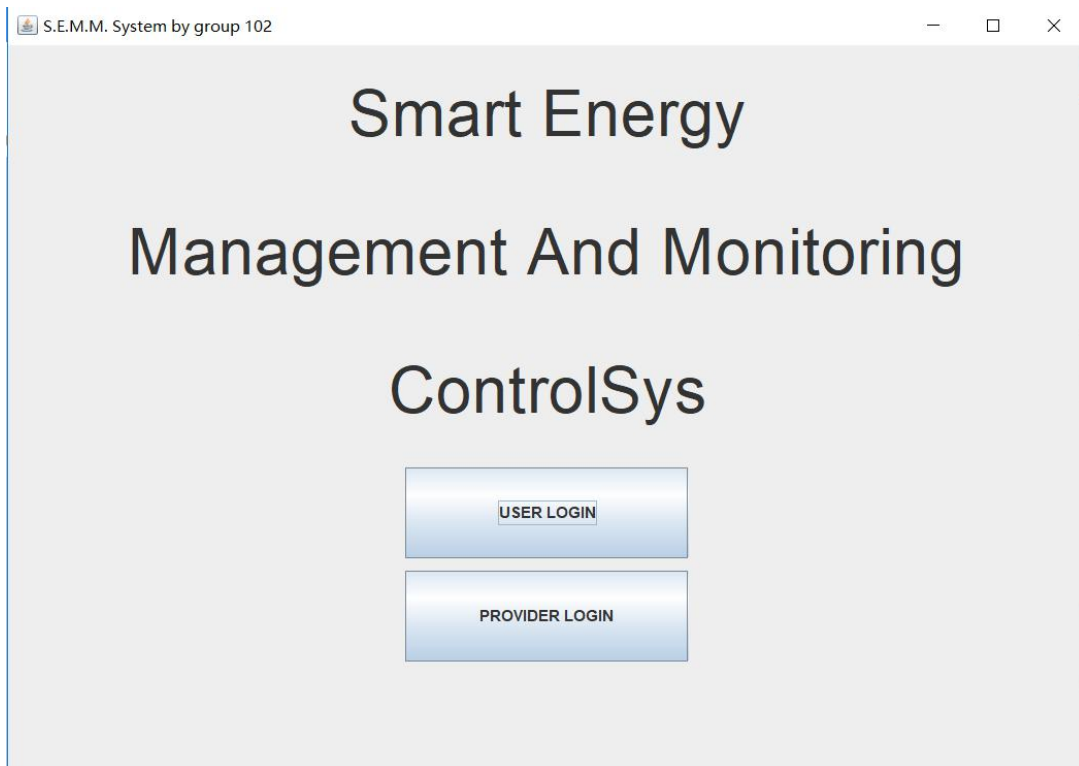 S.E.M.M. System by group 102
Smart Energy
Management And Monitoring
ControlSys
USER LOGIN
PROVIDER LOGIN